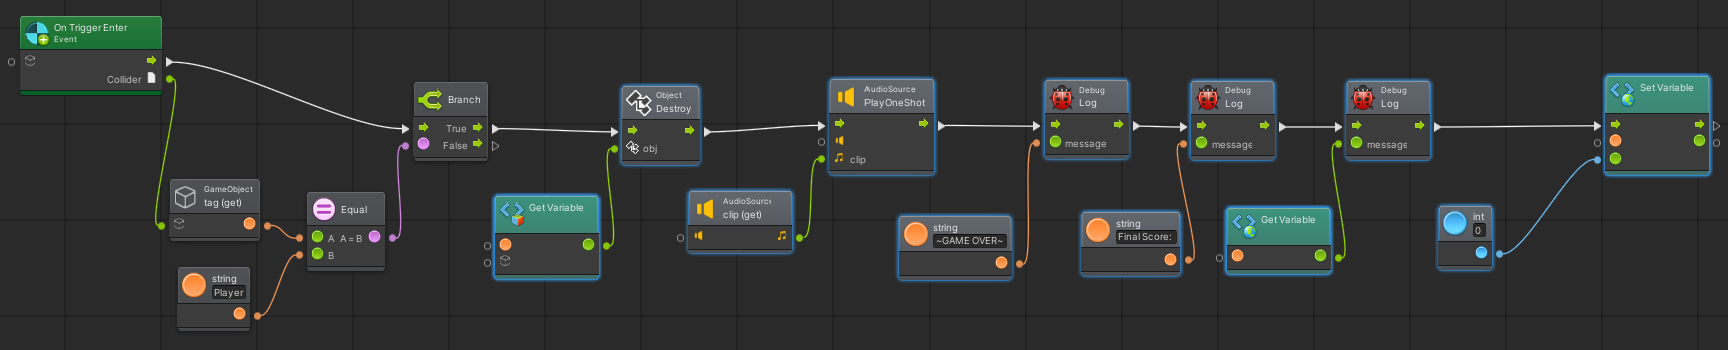 On Trigger Enter
Event
Collider
GameObject
tag (get)
string
Player
Equal
A A=B
B
Branch
True
False
Get Variable
Object
Destroy
obj
AudioSource
clip (get)
AudioSource
PlayOneShot
clip
string
~GAME OVER~
Debug
Log
message
string
Final Score:
Debug
Log
message
Get Variable
Debug
Log
message
int
0
Set Variable